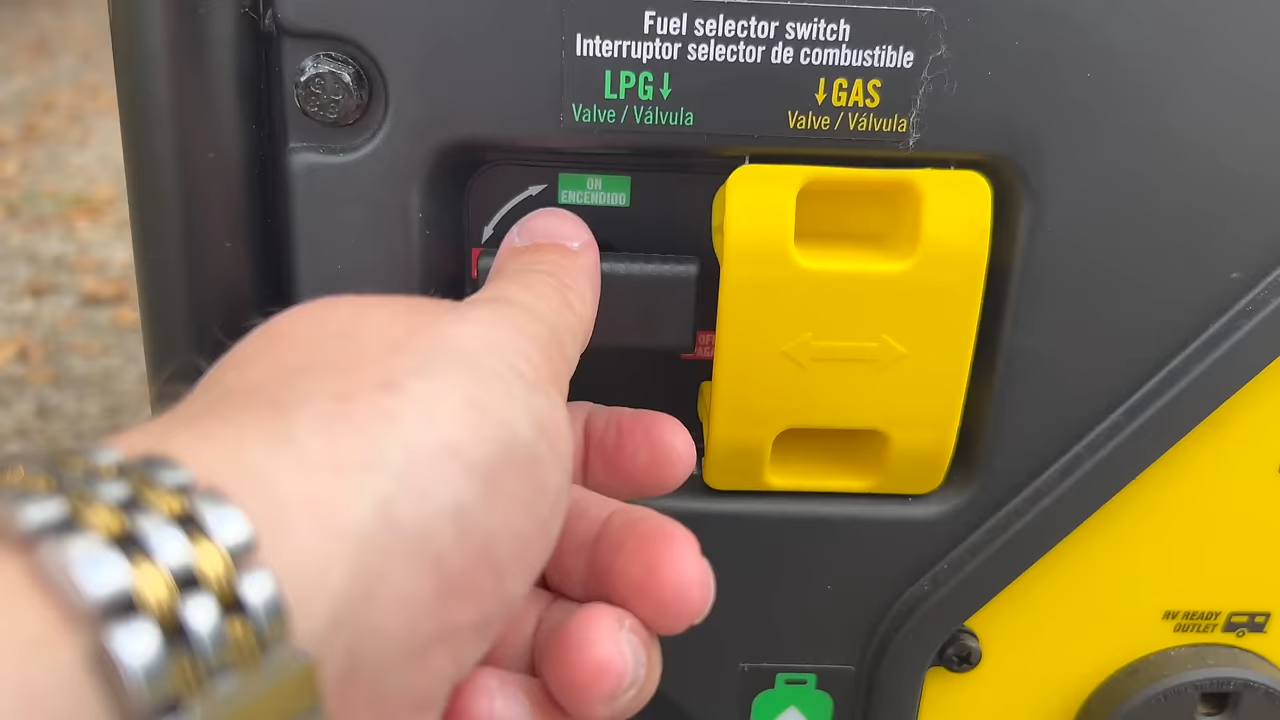 Fuel selector switch
Interruptor selector de combustible
LPG↓ ↓GAS
Valve / Válvula Valve / Válvula
ON
ENCENDIDO
RV READY
OUTLET